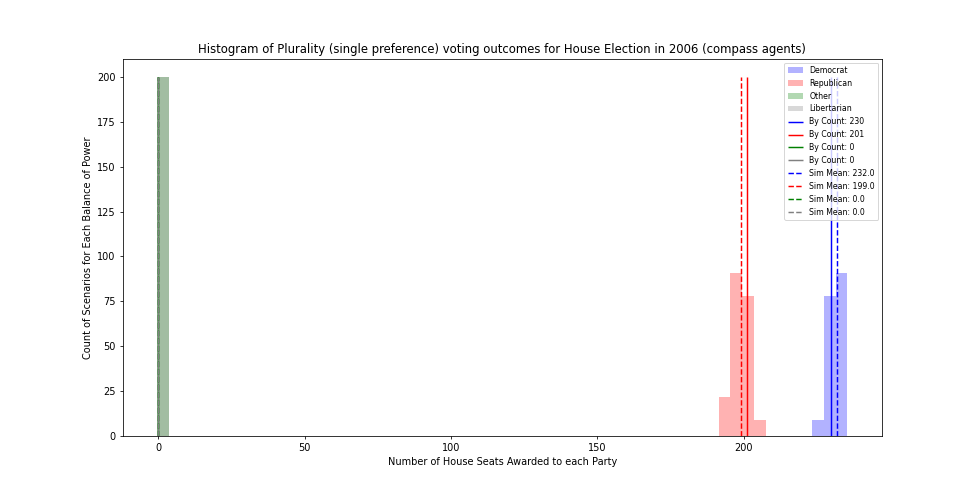 Histogram of Plurality (single preference) voting outcomes for House Election in 2006 (compass agents)
Count of Scenarios for Each Balance of Power
200
175
150
125
100
75
50
25
0
Democrat
Republican
Other
Libertarian
By Count: 230
By Count: 201
By Count: 0
By Count: 0
Sim Mean: 232.0
Sim Mean: 199.0
Sim Mean: 0.0
Sim Mean: 0.0
0 50 100 150 200
Number of House Seats Awarded to each Party